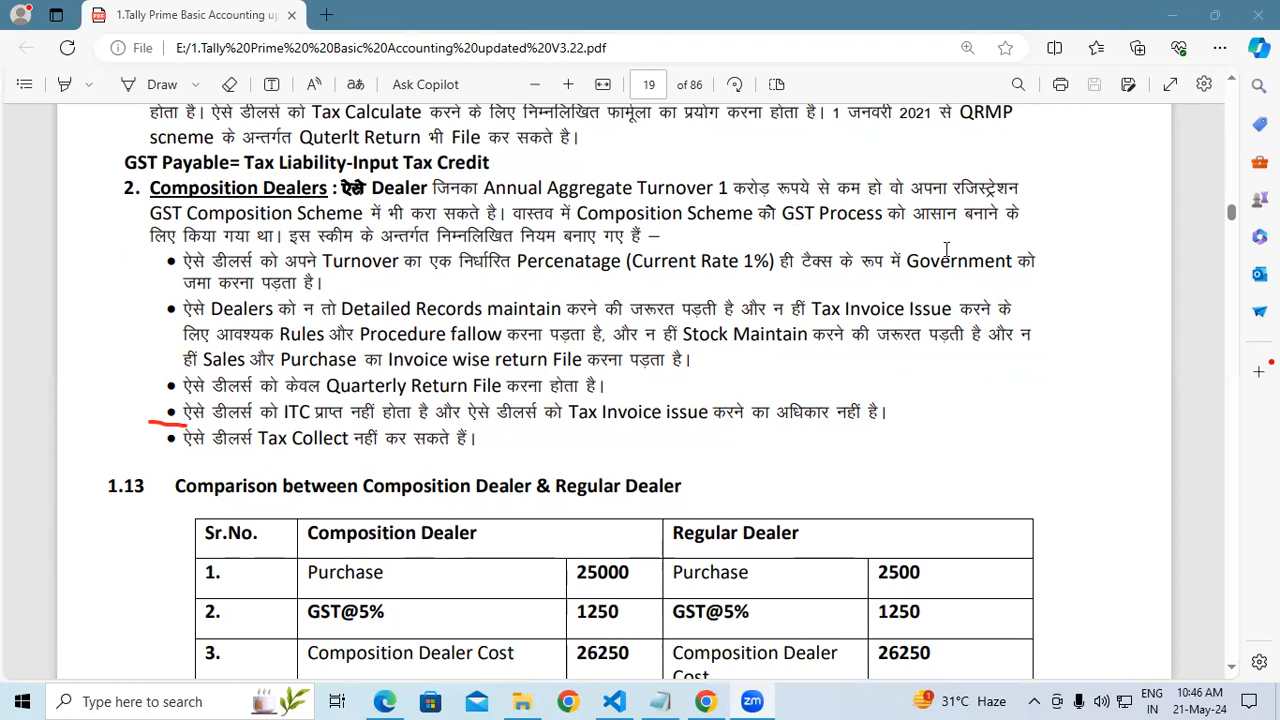 1.Tally Prime Basic Accounting up
File
E:/1.Tally%20Prime%20%20Basic%20Accounting%20updated%20V3.22.pdf
Draw
aあ
Ask Copilot
19 of 86
होता है। ऐसे डीलर्स को Tax Calculate करने के लिए निम्नलिखित फार्मूला का प्रयोग करना होता है। 1 जनवरी 2021 से QRMP
scneme के अन्तर्गत Quterlt Return भी File कर सकते है।
GST Payable= Tax Liability-Input Tax Credit
2. Composition Dealers : ऐसे Dealer जिनका Annual Aggregate Turnover 1 करोड़ रूपये से कम हो वो अपना रजिस्ट्रेशन
GST Composition Scheme में भी करा सकते है। वास्तव में Composition Scheme को GST Process को आसान बनाने के
लिए किया गया था। इस स्कीम के अन्तर्गत निम्नलिखित नियम बनाए गए हैं –
• ऐसे डीलर्स को अपने Turnover का एक निर्धारित Percenatage (Current Rate 1%) ही टैक्स के रूप में Government को
जमा करना पड़ता है।
• ऐसे Dealers को न तो Detailed Records maintain करने की जरूरत पड़ती है और न हीं Tax Invoice Issue करने के
लिए आवश्यक Rules और Procedure fallow करना पड़ता है, और न हीं Stock Maintain करने की जरूरत पड़ती है और न
हीं Sales और Purchase का Invoice wise return File करना पड़ता है।
• ऐसे डीलर्स को केवल Quarterly Return File करना होता है।
• ऐसे डीलर्स को ITC प्राप्त नहीं होता है और ऐसे डीलर्स को Tax Invoice issue करने का अधिकार नहीं है।
• ऐसे डीलर्स Tax Collect नहीं कर सकते हैं।
1.13 Comparison between Composition Dealer & Regular Dealer
Sr.No. Composition Dealer Regular Dealer
1. Purchase 25000 Purchase 2500
2. GST@5% 1250 GST@5% 1250
3. Composition Dealer Cost 26250 Composition Dealer 26250
Cost
Type here to search
31°C Haze
ENG
IN
10:46 AM
21-May-24